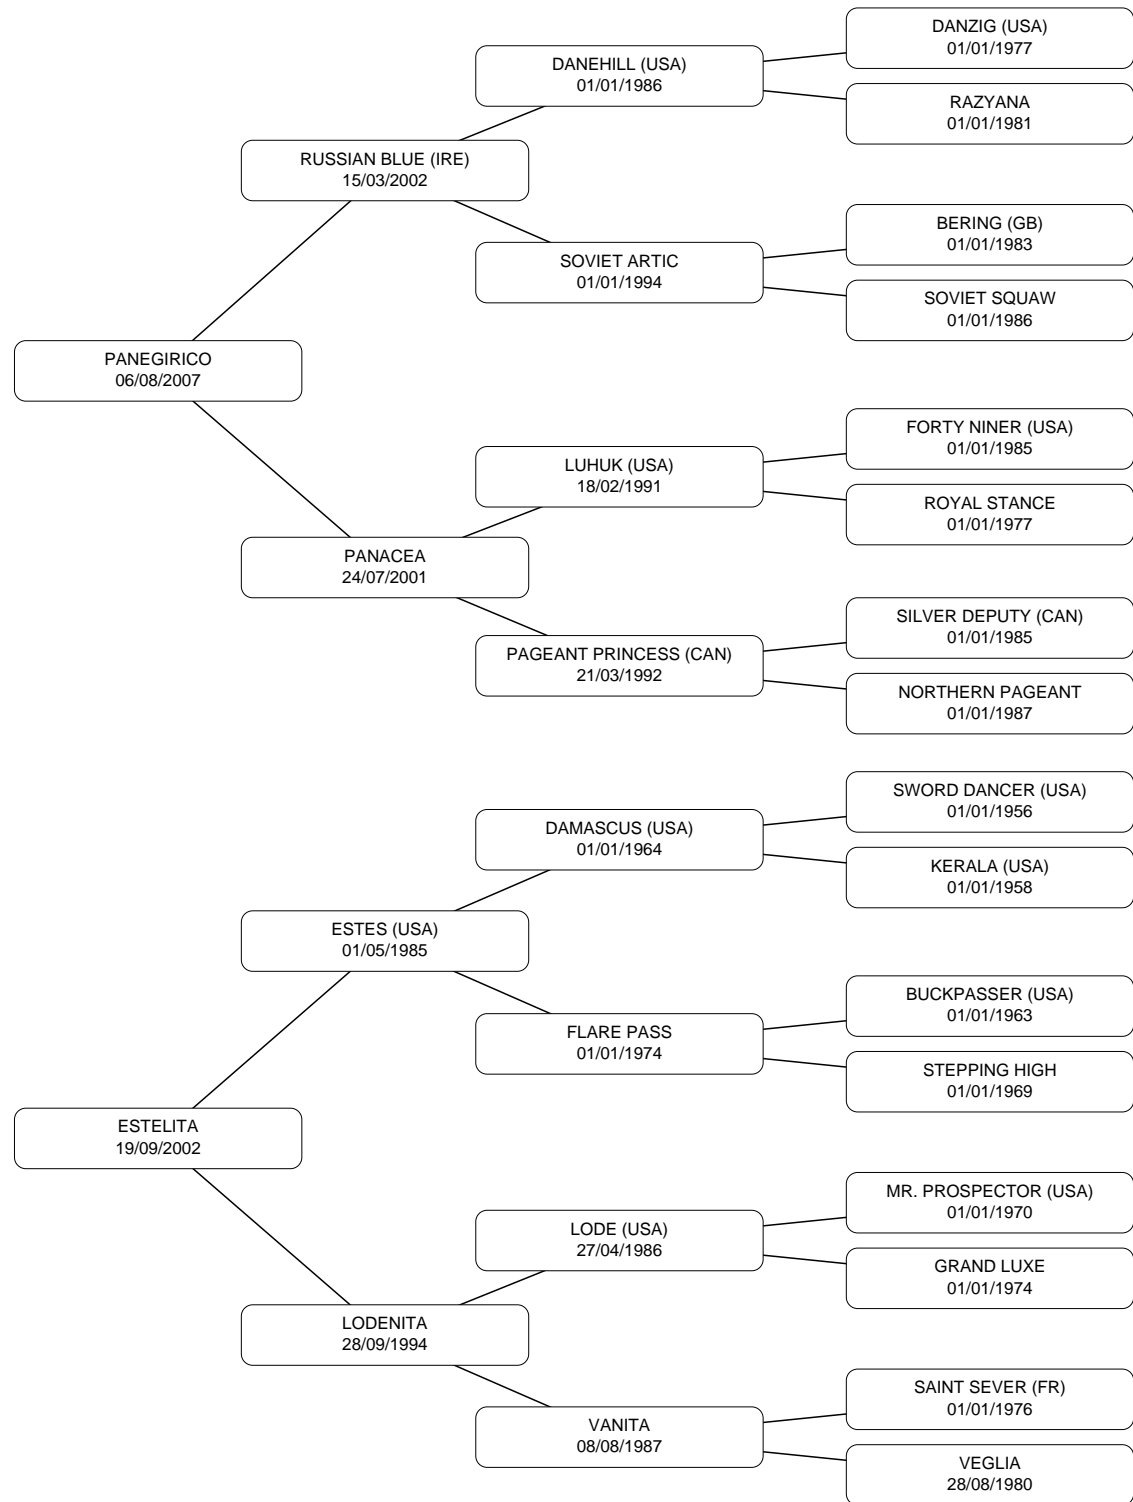 DANZIG (USA)
01/01/1977
DANEHILL (USA)
01/01/1986
RAZYANA
01/01/1981
RUSSIAN BLUE (IRE)
15/03/2002
BERING (GB)
01/01/1983
SOVIET ARTIC
01/01/1994
SOVIET SQUAW
01/01/1986
PANEGIRICO
06/08/2007
FORTY NINER (USA)
01/01/1985
LUHUK (USA)
18/02/1991
ROYAL STANCE
01/01/1977
PANACEA
24/07/2001
SILVER DEPUTY (CAN)
01/01/1985
PAGEANT PRINCESS (CAN)
21/03/1992
NORTHERN PAGEANT
01/01/1987
SWORD DANCER (USA)
01/01/1956
DAMASCUS (USA)
01/01/1964
KERALA (USA)
01/01/1958
ESTES (USA)
01/05/1985
BUCKPASSER (USA)
01/01/1963
FLARE PASS
01/01/1974
STEPPING HIGH
01/01/1969
ESTELITA
19/09/2002
MR. PROSPECTOR (USA)
01/01/1970
LODE (USA)
27/04/1986
GRAND LUXE
01/01/1974
LODENITA
28/09/1994
SAINT SEVER (FR)
01/01/1976
VANITA
08/08/1987
VEGLIA
28/08/1980